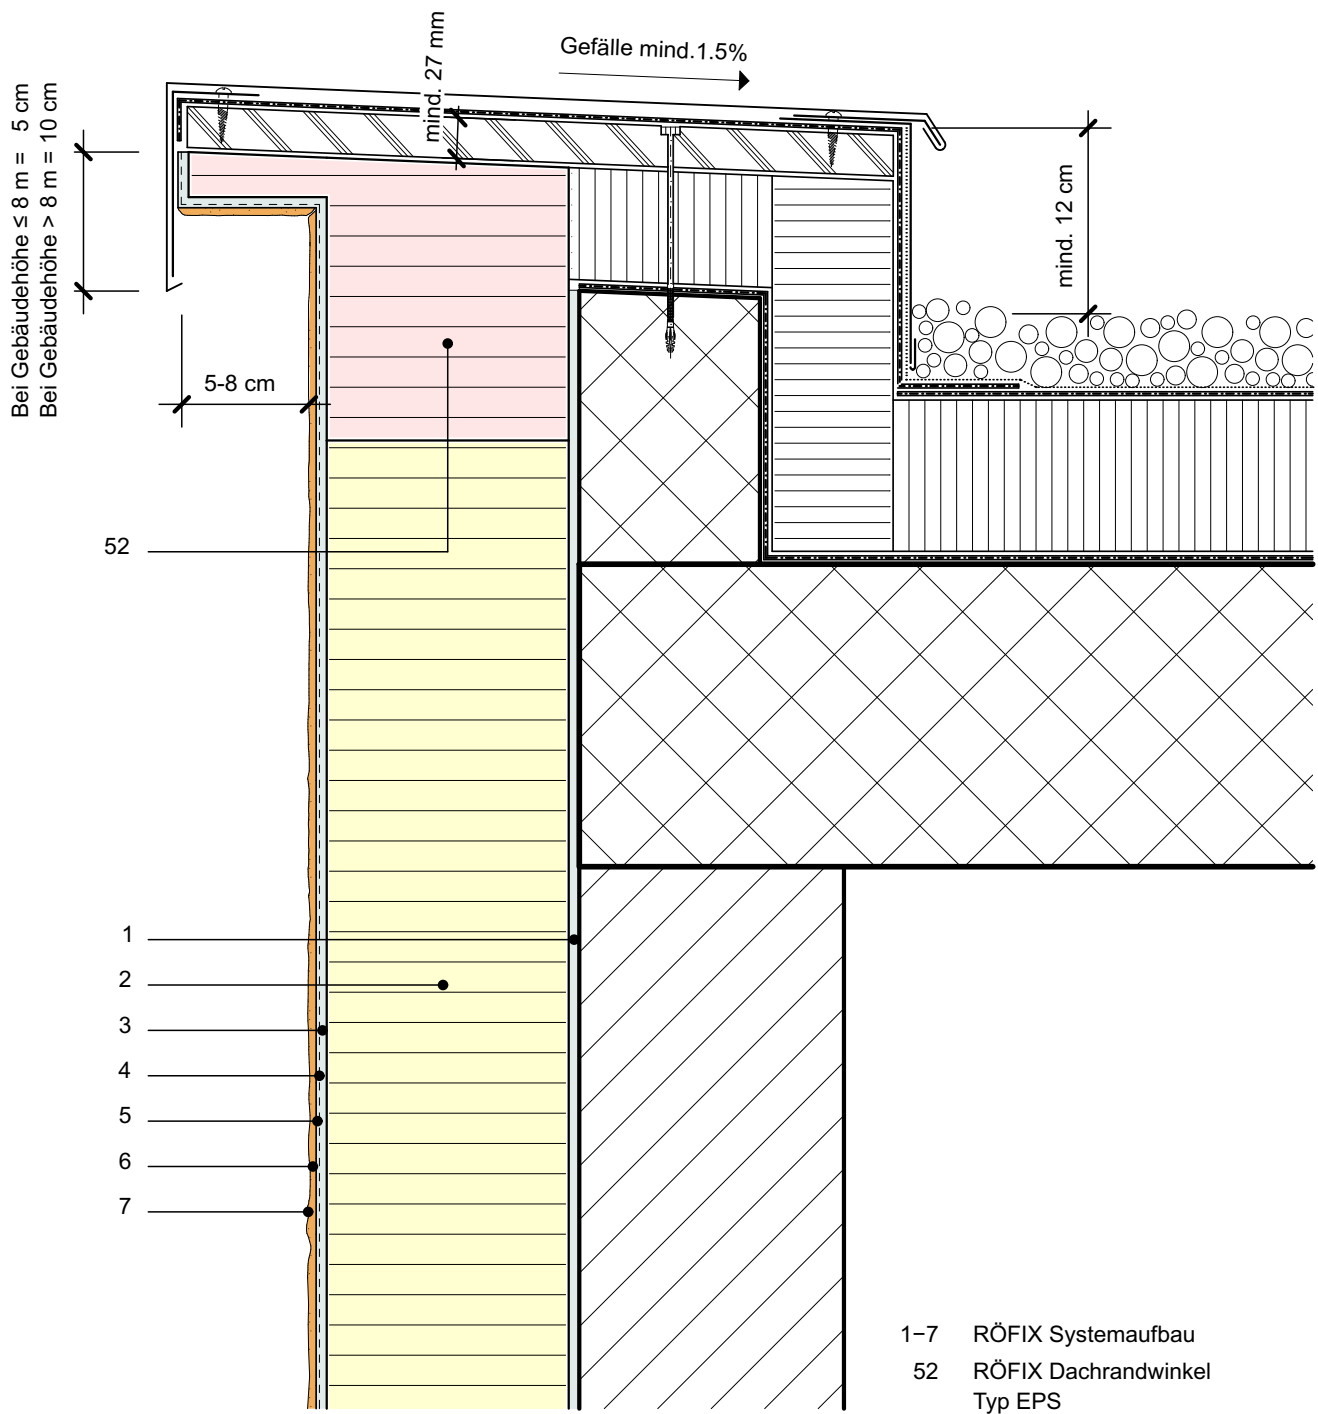 Gefälle mind.1.5%
mind. 27 mm
Bei Gebäudehöhe ≤ 8 m = 5 cm
Bei Gebäudehöhe > 8 m = 10 cm
mind. 12 cm
5-8 cm
52
1
2
3
4
5
6
7
1–7 RÖFIX Systemaufbau
52 RÖFIX Dachrandwinkel
Typ EPS